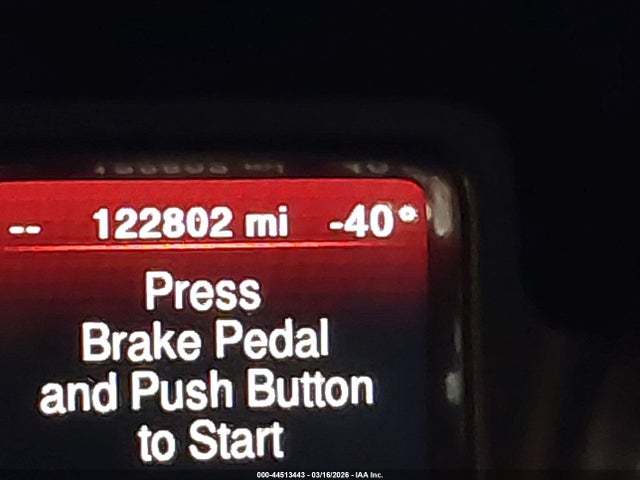 -- 122802 mi -40°
Press
Brake Pedal
and Push Button
to Start
000-44513443 - 03/16/2026 - IAA Inc.